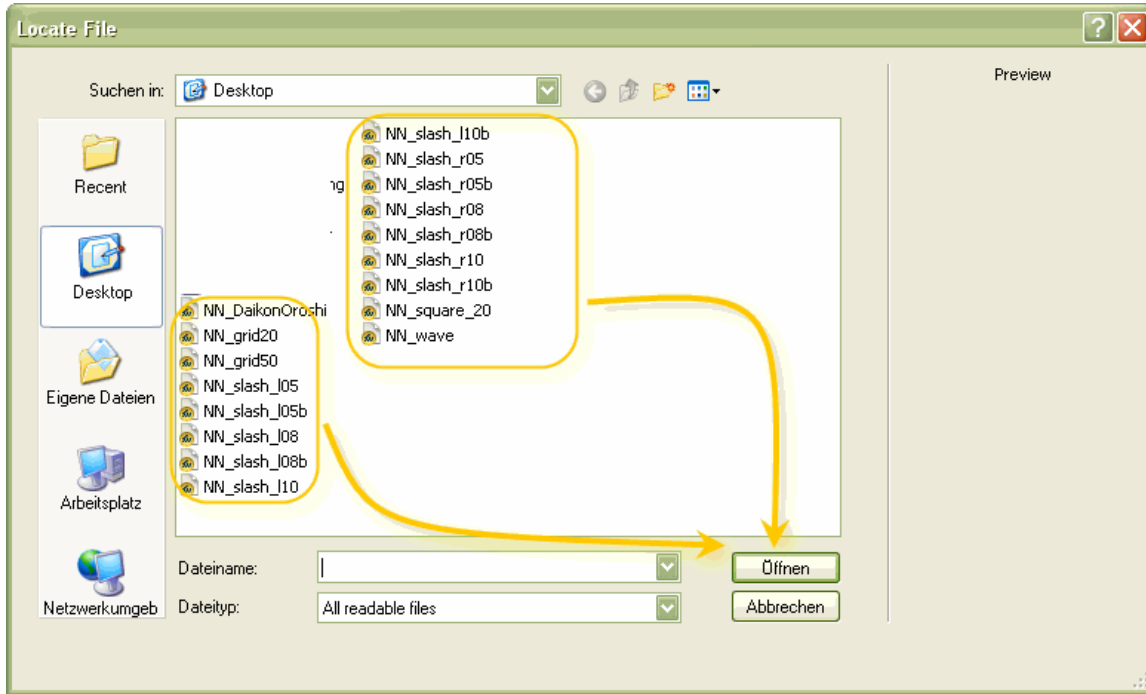 Locate File
Suchen in:
Desktop
Preview
Recent
Desktop
Eigene Dateien
Arbeitsplatz
Netzwerkumgeb
ng
NN_DaikonOroshi
NN_grid20
NN_grid50
NN_slash_l05
NN_slash_l05b
NN_slash_l08
NN_slash_l08b
NN_slash_l10
NN_slash_l10b
NN_slash_r05
NN_slash_r05b
NN_slash_r08
NN_slash_r08b
NN_slash_r10
NN_slash_r10b
NN_square_20
NN_wave
Dateiname:
Öffnen
Dateityp:
All readable files
Abbrechen